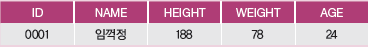 ID NAME HEIGHT WEIGHT AGE
0001 임꺽정 188 78 24